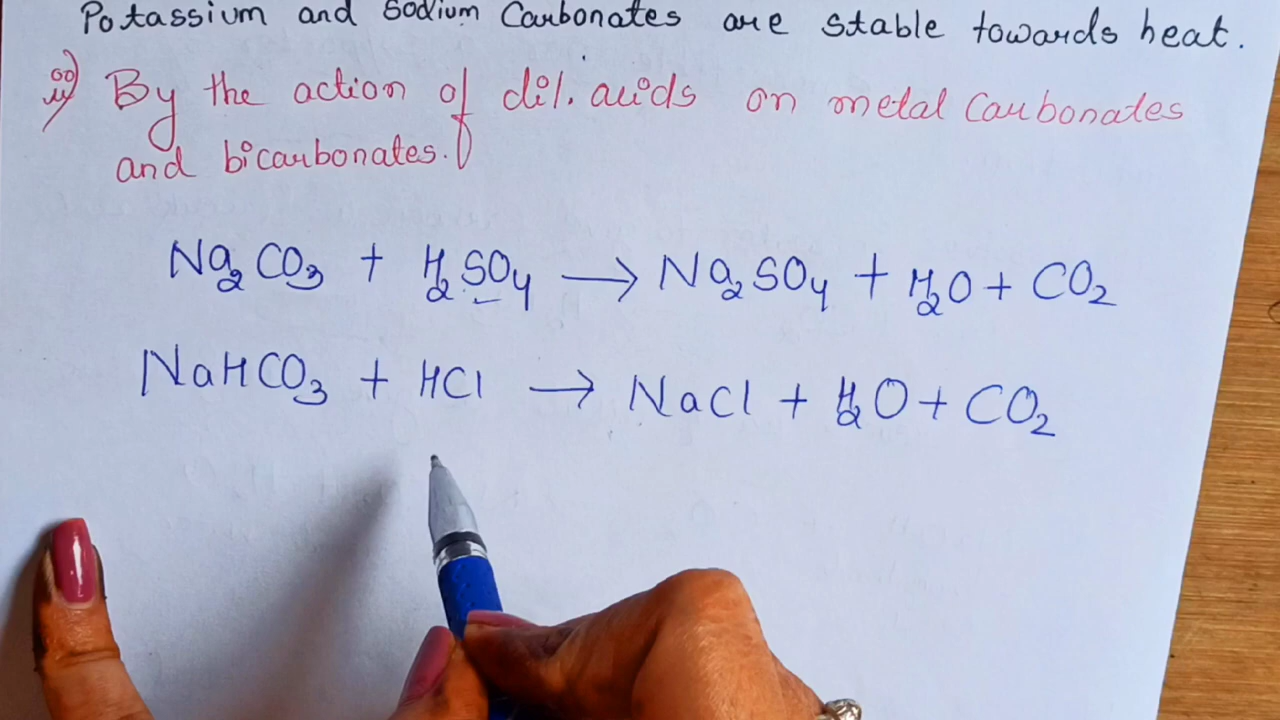 Potassium and Sodium Carbonates are stable towards heat.
ii) By the action of dil. acids on metal Carbonates
and bicarbonates.
Na₂CO₃ + H₂SO₄ → Na₂SO₄ + H₂O + CO₂
NaHCO₃ + HCl → NaCl + H₂O + CO₂